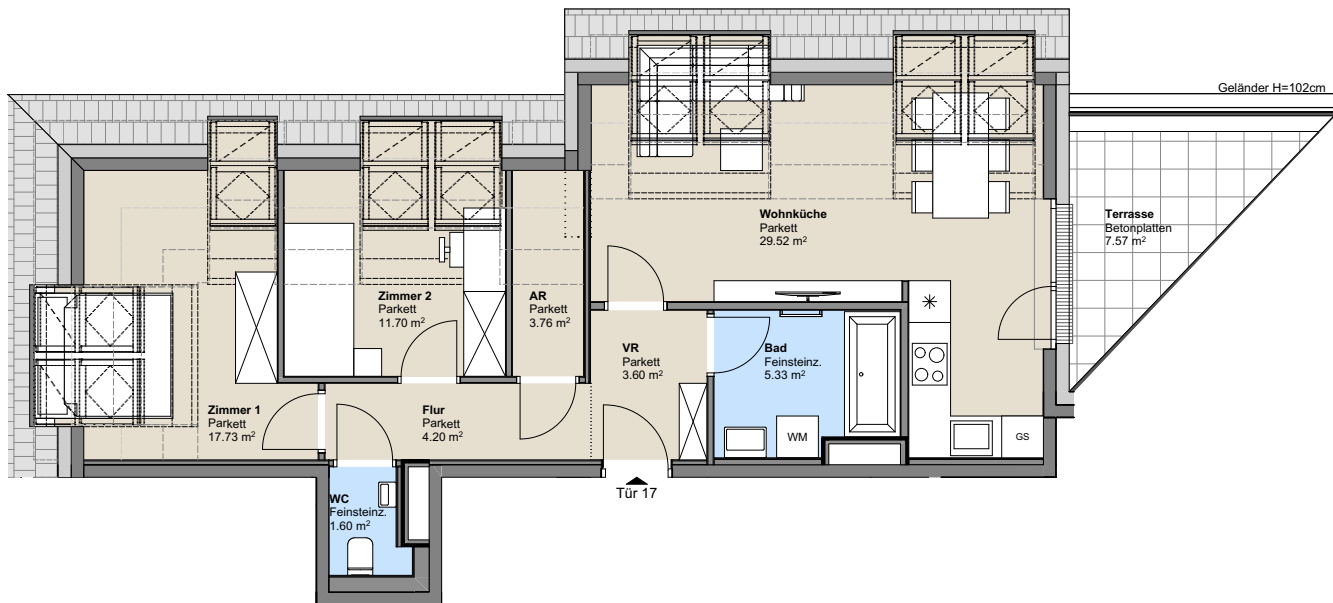 Geländer H=102cm
Wohnküche
Parkett
29.52 m²
Terrasse
Betonplatten
7.57 m²
Zimmer 2
Parkett
11.70 m²
AR
Parkett
3.76 m²
VR
Parkett
3.60 m²
Bad
Feinsteinz.
5.33 m²
Zimmer 1
Parkett
17.73 m²
Flur
Parkett
4.20 m²
WM
GS
Tür 17
WC
Feinsteinz.
1.60 m²